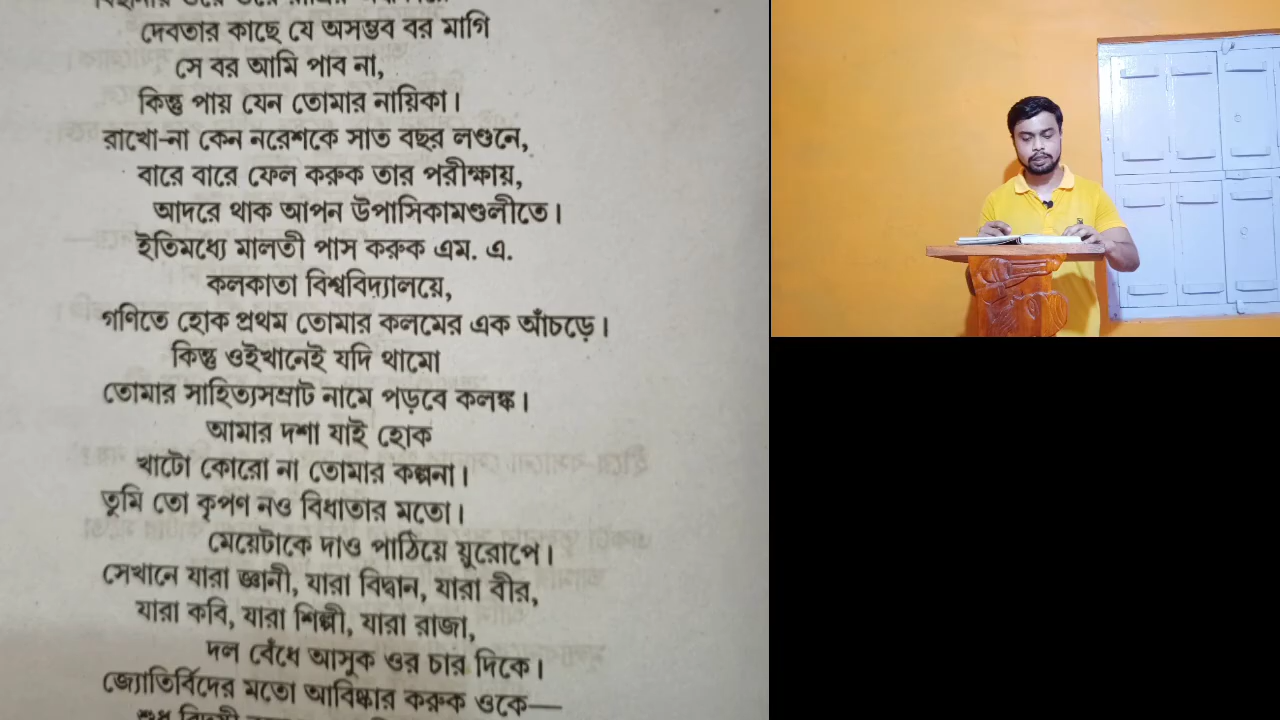 দেবতার কাছে যে অসম্ভব বর মাগি
সে বর আমি পাব না,
কিন্তু পায় যেন তোমার নায়িকা।
রাখো-না কেন নরেশকে সাত বছর লণ্ডনে,
বারে বারে ফেল করুক তার পরীক্ষায়,
আদরে থাক আপন উপাসিকামণ্ডলীতে।
ইতিমধ্যে মালতী পাস করুক এম. এ.
কলকাতা বিশ্ববিদ্যালয়ে,
গণিতে হোক প্রথম তোমার কলমের এক আঁচড়ে।
কিন্তু ওইখানেই যদি থামো
তোমার সাহিত্যসম্রাট নামে পড়বে কলঙ্ক।
আমার দশা যাই হোক
খাটো কোরো না তোমার কল্পনা।
তুমি তো কৃপণ নও বিধাতার মতো।
মেয়েটাকে দাও পাঠিয়ে য়ুরোপে।
সেখানে যারা জ্ঞানী, যারা বিদ্বান, যারা বীর,
যারা কবি, যারা শিল্পী, যারা রাজা,
দল বেঁধে আসুক ওর চার দিকে।
জ্যোতির্বিদের মতো আবিষ্কার করুক ওকে—